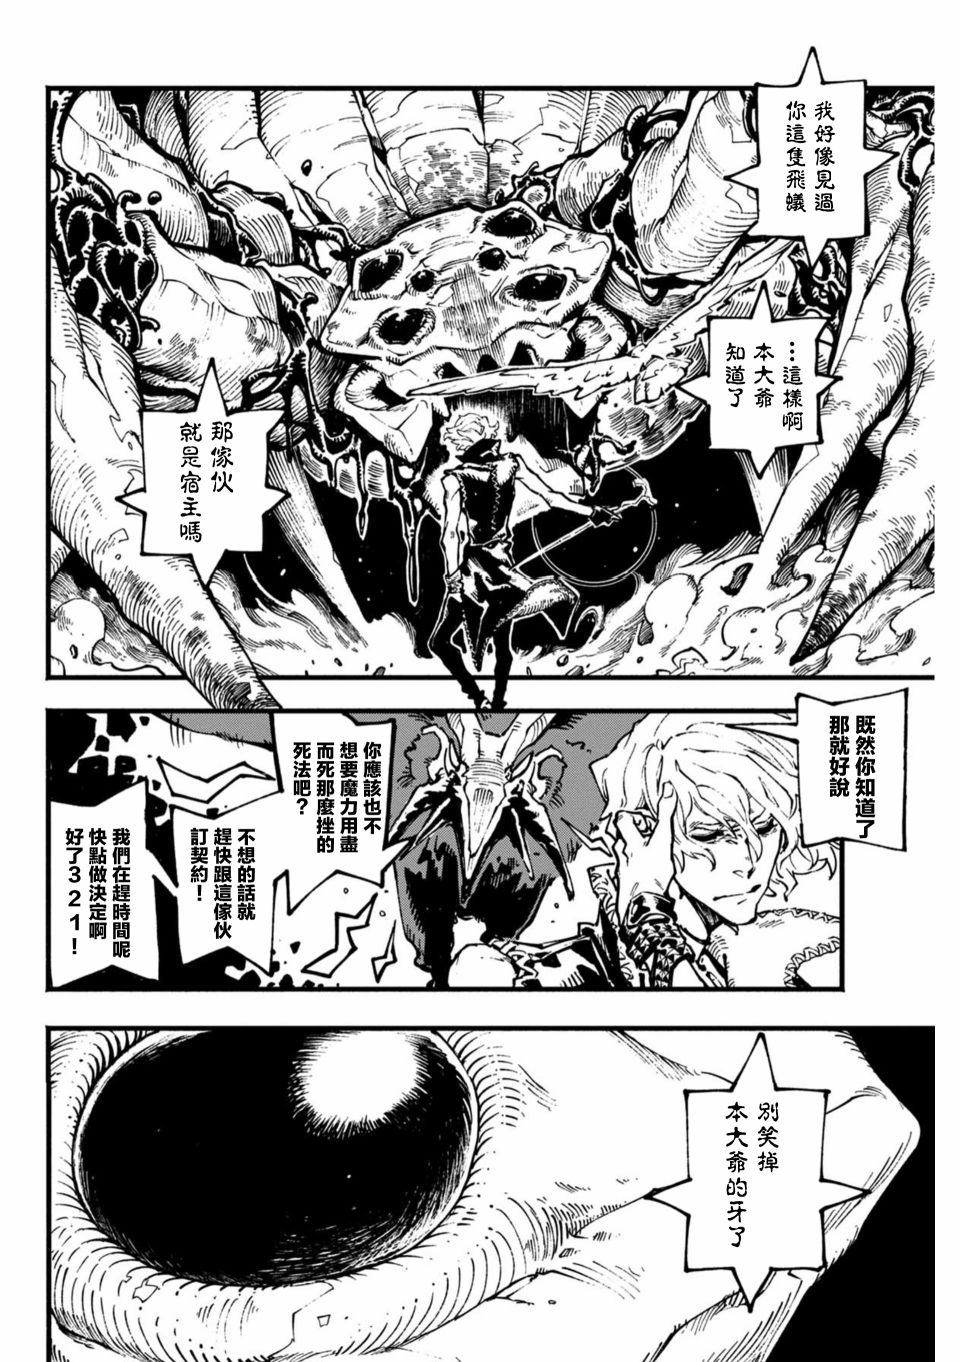 我好像見過
你這隻飛蟻
…這樣啊
本大爺
知道了
那傢伙
就是宿主嗎
既然你知道了
那就好說
你應該也不
想要魔力用盡
而死那麼挫的
死法吧?
不想的話就
趕快跟這傢伙
訂契約!
我們在趕時間呢
快點做決定啊
好了321!
別笑掉
本大爺的牙了